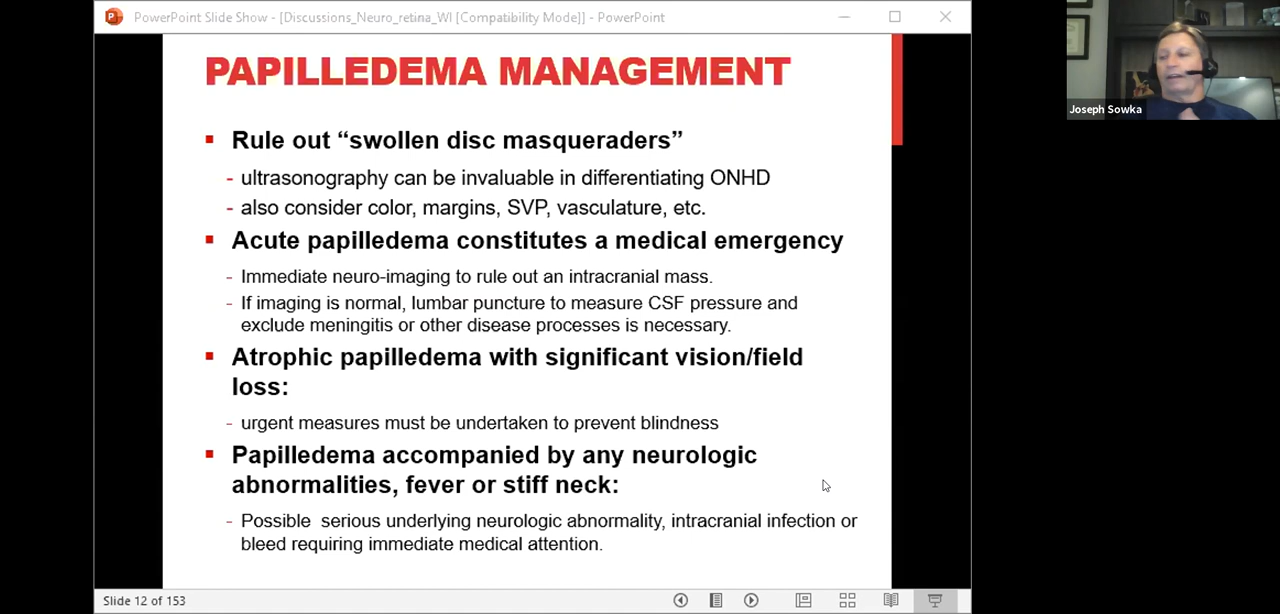 PowerPoint Slide Show - [Discussions_Neuro_retina_WI [Compatibility Mode]] - PowerPoint
PAPILLEDEMA MANAGEMENT
Rule out “swollen disc masqueraders”
- ultrasonography can be invaluable in differentiating ONHD
- also consider color, margins, SVP, vasculature, etc.
Acute papilledema constitutes a medical emergency
- Immediate neuro-imaging to rule out an intracranial mass.
- If imaging is normal, lumbar puncture to measure CSF pressure and
exclude meningitis or other disease processes is necessary.
Atrophic papilledema with significant vision/field
loss:
- urgent measures must be undertaken to prevent blindness
Papilledema accompanied by any neurologic
abnormalities, fever or stiff neck:
- Possible serious underlying neurologic abnormality, intracranial infection or
bleed requiring immediate medical attention.
Slide 12 of 153
Joseph Sowka